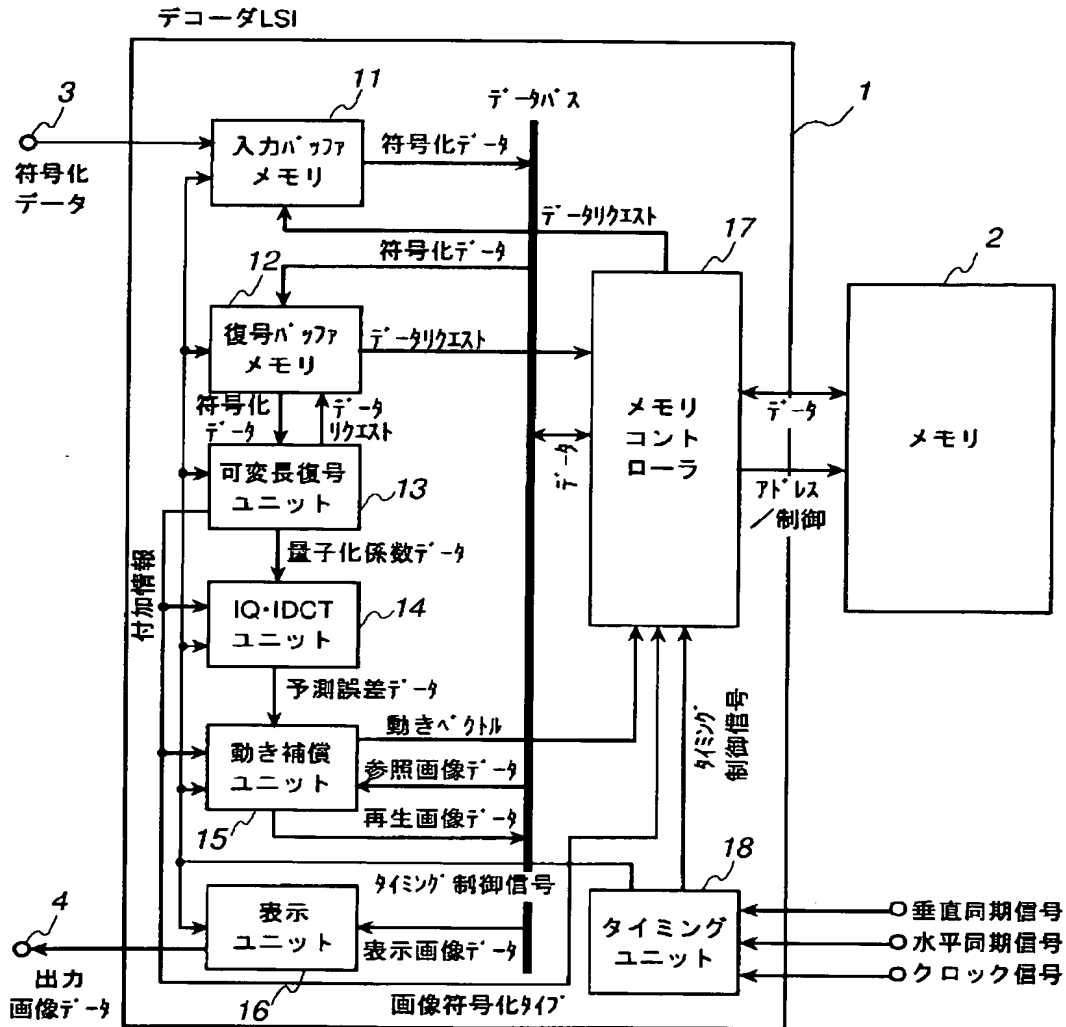 デコーダLSI
3
符号化
データ
11
入力バッファ
メモリ
符号化データ
データバス
1
データリクエスト
17
2
符号化データ
12
復号バッファ
メモリ
データリクエスト
メモリ
コント
ローラ
データ
データ
アドレス
／制御
メモリ
符号化
データ
データ
リクエスト
可変長復号
ユニット
13
量子化係数データ
付加情報
IQ・IDCT
ユニット
14
予測誤差データ
動き補償
ユニット
15
動きベクトル
参照画像データ
再生画像データ
タイミング
制御信号
タイミング制御信号
18
4
出力
画像データ
表示
ユニット
16
表示画像データ
画像符号化タイプ
タイミング
ユニット
垂直同期信号
水平同期信号
クロック信号